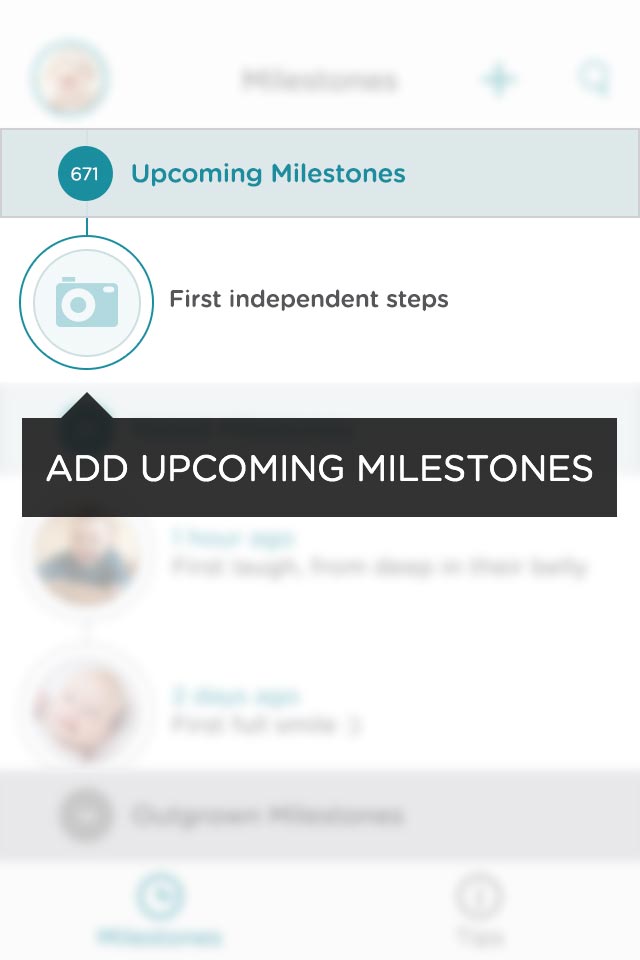 Milestones
671
Upcoming Milestones
First independent steps
ADD UPCOMING MILESTONES
1 hour ago
First laugh, from deep in their belly
2 days ago
First full smile :)
Outgrown Milestones
Milestones
Tips